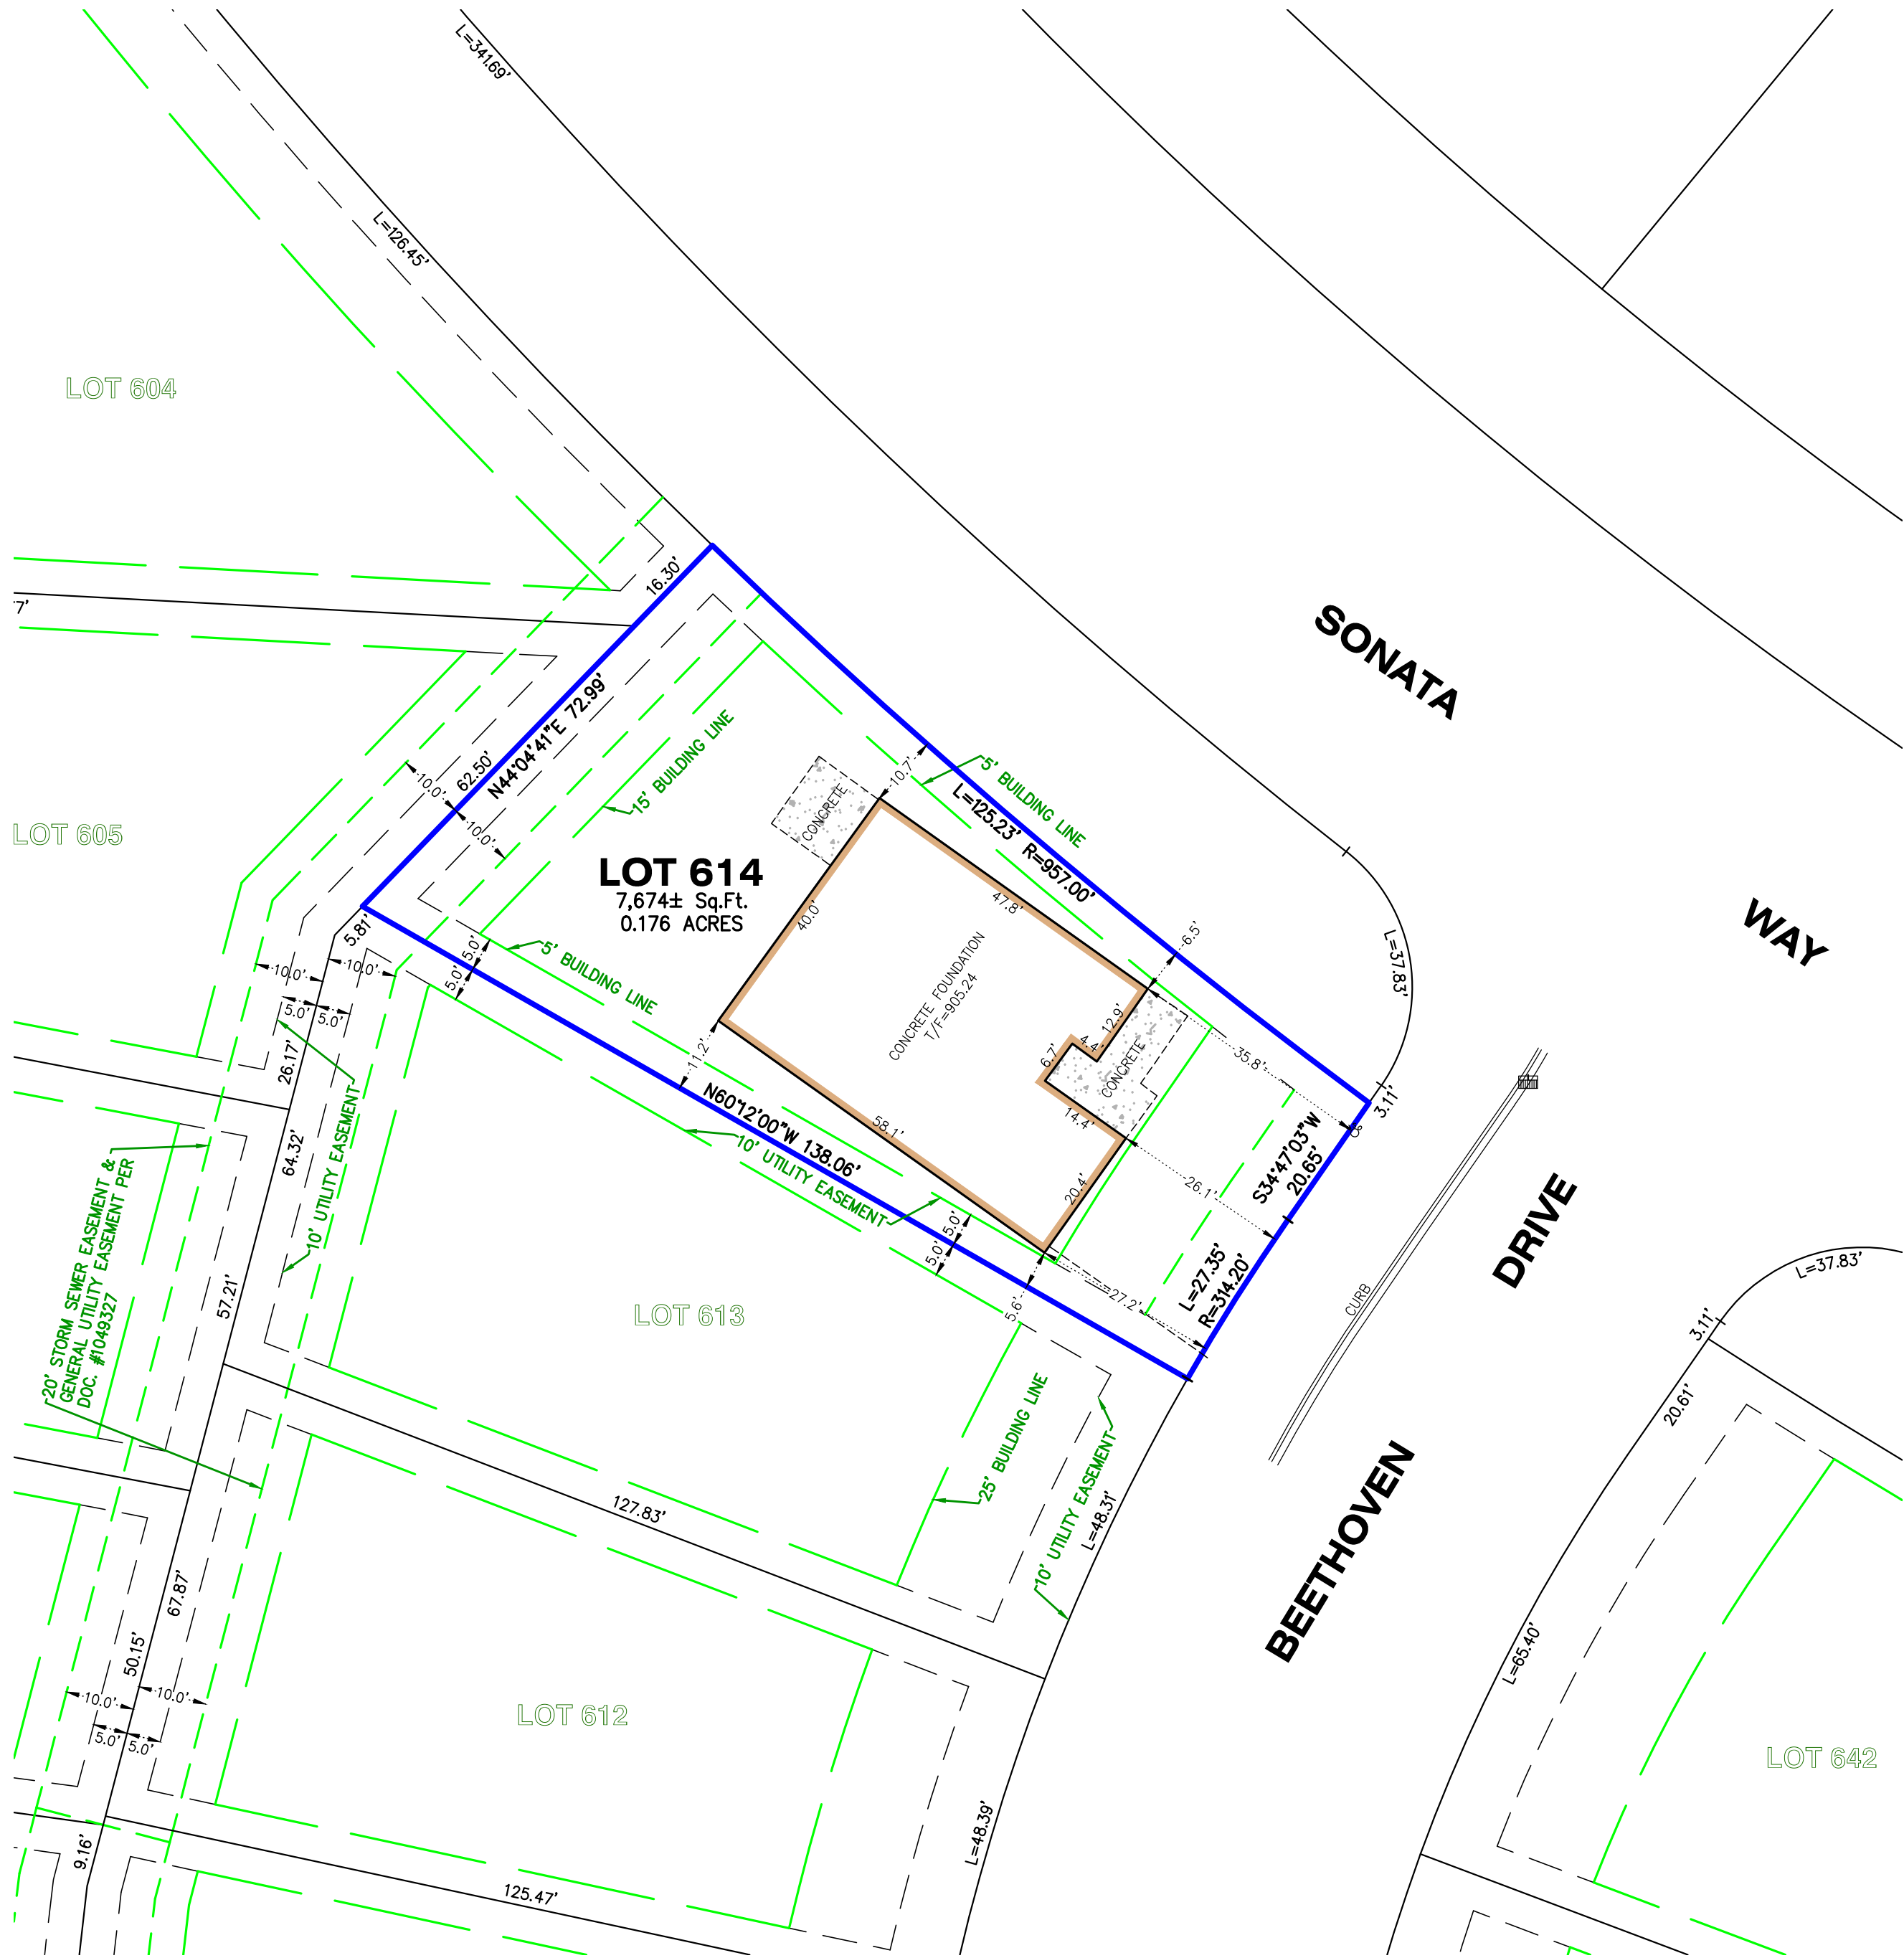 L=341.69'
L=126.45'
LOT 604
16.30'
SONATA
WAY
N44°04'41"E 72.99'
62.50'
-10.0'-
-10.0'-
15' BUILDING LINE
-10.7'-
5' BUILDING LINE
L=125.23' R=957.00'
LOT 605
LOT 614
7,674± Sq.Ft.
0.176 ACRES
CONCRETE
40.0'
47.8'
-6.5'
L=37.83'
5.81'
-10.0'-
-10.0'-
5.0'
5.0'
5.0'
5.0'
5' BUILDING LINE
CONCRETE FOUNDATION
T/F=905.24
12.9'
4.4'
6.7'
CONCRETE
14.4'
35.8'
3.11'
26.17'
-11.2'-
N60°12'00"W 138.06'
58.1'
10' UTILITY EASEMENT
20.4'
-26.1'-
S34°47'03"W
20.65'
DRIVE
64.32'
10' UTILITY EASEMENT
20' STORM SEWER EASEMENT &
GENERAL UTILITY EASEMENT PER
DOC. #1049327
5.0'
5.0'
5.6'
27.2'
L=27.35'
R=314.20'
CURB
L=37.83'
3.11'
57.21'
LOT 613
25' BUILDING LINE
10' UTILITY EASEMENT
BEETHOVEN
20.61'
127.83'
L=48.31'
67.87'
50.15'
-10.0'-
-10.0'-
5.0'
5.0'
LOT 612
L=65.40'
LOT 642
9.16'
125.47'
L=48.39'